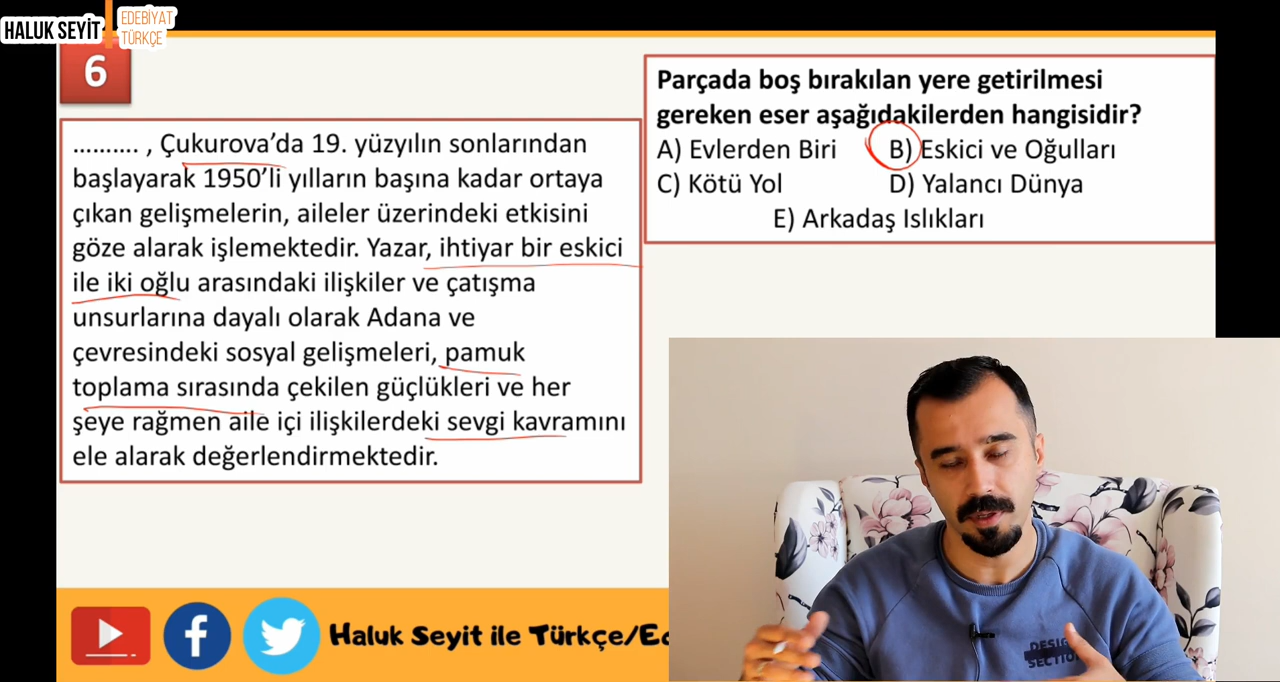 HALUK SEYİT
EDEBİYAT
TÜRKÇE
6
.......... , Çukurova’da 19. yüzyılın sonlarından
başlayarak 1950’li yılların başına kadar ortaya
çıkan gelişmelerin, aileler üzerindeki etkisini
göze alarak işlemektedir. Yazar, ihtiyar bir eskici
ile iki oğlu arasındaki ilişkiler ve çatışma
unsurlarına dayalı olarak Adana ve
çevresindeki sosyal gelişmeleri, pamuk
toplama sırasında çekilen güçlükleri ve her
şeye rağmen aile içi ilişkilerdeki sevgi kavramını
ele alarak değerlendirmektedir.
Parçada boş bırakılan yere getirilmesi
gereken eser aşağıdakilerden hangisidir?
A) Evlerden Biri B) Eskici ve Oğulları
C) Kötü Yol D) Yalancı Dünya
E) Arkadaş Islıkları
Haluk Seyit ile Türkçe/Ed
DESIGN
SECTION